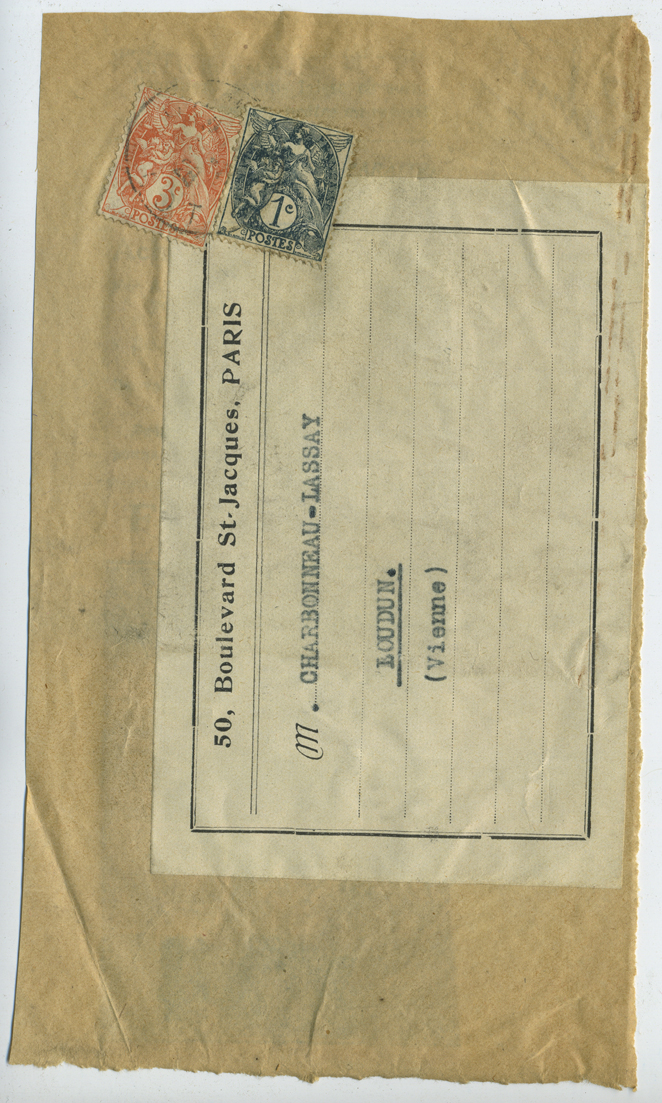 3c
POSTES
1c
POSTES
50, Boulevard St-Jacques, PARIS
M. CHARBONNEAU-LASSAY
LOUDUN.
(Vienne)